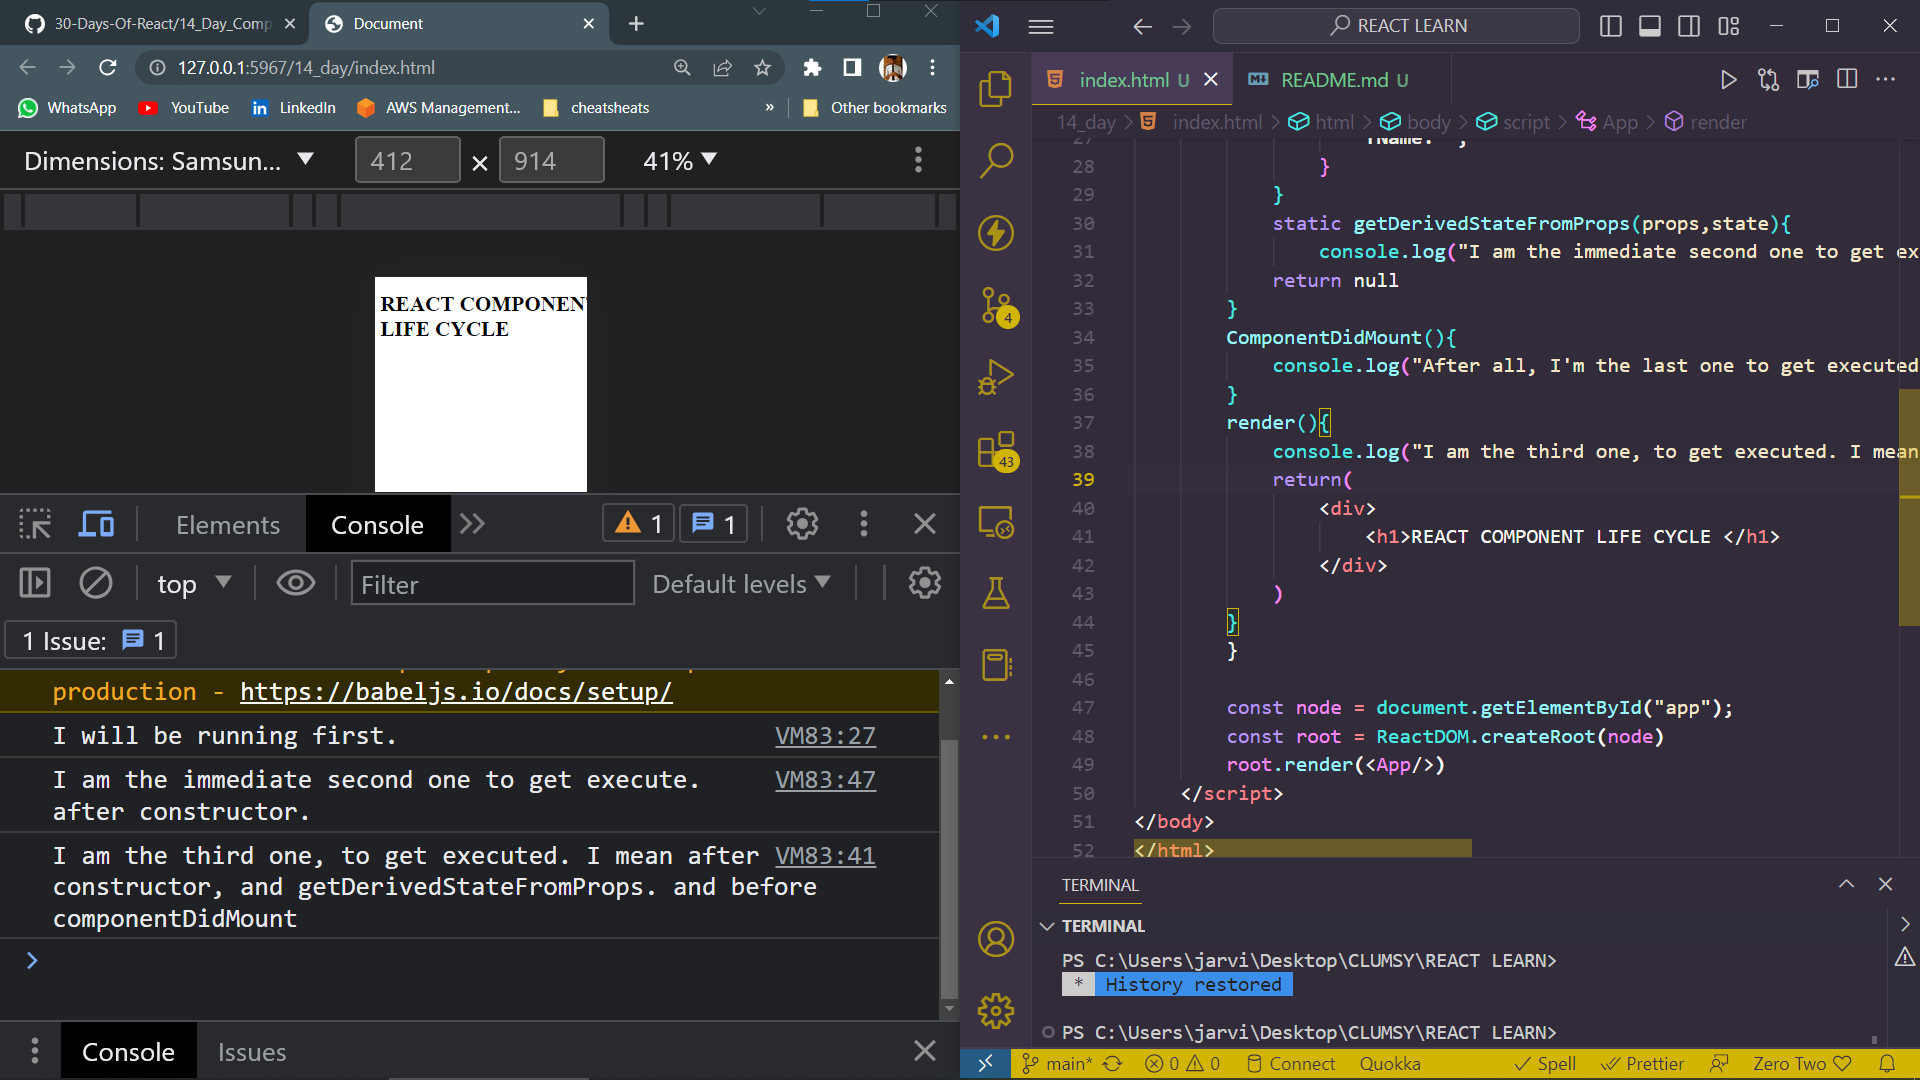 30-Days-Of-React/14_Day_Comp
Document
127.0.0.1:5967/14_day/index.html
WhatsApp
YouTube
LinkedIn
AWS Management...
cheatsheats
»
Other bookmarks
Dimensions: Samsun...
412 × 914
41%
REACT COMPONEN
LIFE CYCLE
Elements
Console
1
1
top
Filter
Default levels
1 Issue: 1
production - https://babeljs.io/docs/setup/
I will be running first. VM83:27
I am the immediate second one to get execute. VM83:47
after constructor.
I am the third one, to get executed. I mean after VM83:41
constructor, and getDerivedStateFromProps. and before
componentDidMount
Console
Issues
REACT LEARN
index.html U
README.md U
14_day > index.html > html > body > script > App > render
4
43
27 fName: ,
28 }
29 }
30 static getDerivedStateFromProps(props,state){
31 console.log("I am the immediate second one to get ex
32 return null
33 }
34 ComponentDidMount(){
35 console.log("After all, I'm the last one to get executed
36 }
37 render(){
38 console.log("I am the third one, to get executed. I mean
39 return(
40 <div>
41 <h1>REACT COMPONENT LIFE CYCLE </h1>
42 </div>
43 )
44 }
45 }
46
47 const node = document.getElementById("app");
48 const root = ReactDOM.createRoot(node)
49 root.render(<App/>)
50 </script>
51 </body>
52 </html>
TERMINAL
TERMINAL
PS C:\Users\jarvi\Desktop\CLUMSY\REACT LEARN>
* History restored
PS C:\Users\jarvi\Desktop\CLUMSY\REACT LEARN>
main* 0 0 Connect Quokka Spell Prettier Zero Two